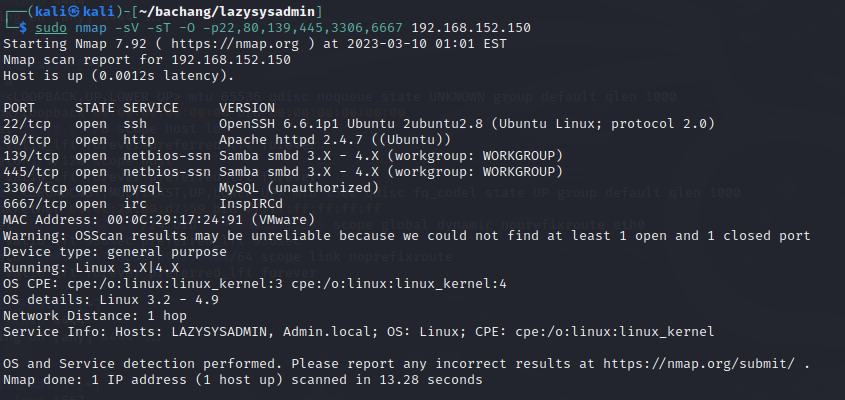 ┌──(kali㉿kali)-[~/bachang/lazysysadmin]
└─$ sudo nmap -sV -sT -O -p22,80,139,445,3306,6667 192.168.152.150
Starting Nmap 7.92 ( https://nmap.org ) at 2023-03-10 01:01 EST
Nmap scan report for 192.168.152.150
Host is up (0.0012s latency).

PORT     STATE SERVICE     VERSION
22/tcp   open  ssh         OpenSSH 6.6.1p1 Ubuntu 2ubuntu2.8 (Ubuntu Linux; protocol 2.0)
80/tcp   open  http        Apache httpd 2.4.7 ((Ubuntu))
139/tcp  open  netbios-ssn Samba smbd 3.X - 4.X (workgroup: WORKGROUP)
445/tcp  open  netbios-ssn Samba smbd 3.X - 4.X (workgroup: WORKGROUP)
3306/tcp open  mysql       MySQL (unauthorized)
6667/tcp open  irc         InspIRCd
MAC Address: 00:0C:29:17:24:91 (VMware)
Warning: OSScan results may be unreliable because we could not find at least 1 open and 1 closed port
Device type: general purpose
Running: Linux 3.X|4.X
OS CPE: cpe:/o:linux:linux_kernel:3 cpe:/o:linux:linux_kernel:4
OS details: Linux 3.2 - 4.9
Network Distance: 1 hop
Service Info: Hosts: LAZYSYSADMIN, Admin.local; OS: Linux; CPE: cpe:/o:linux:linux_kernel

OS and Service detection performed. Please report any incorrect results at https://nmap.org/submit/ .
Nmap done: 1 IP address (1 host up) scanned in 13.28 seconds